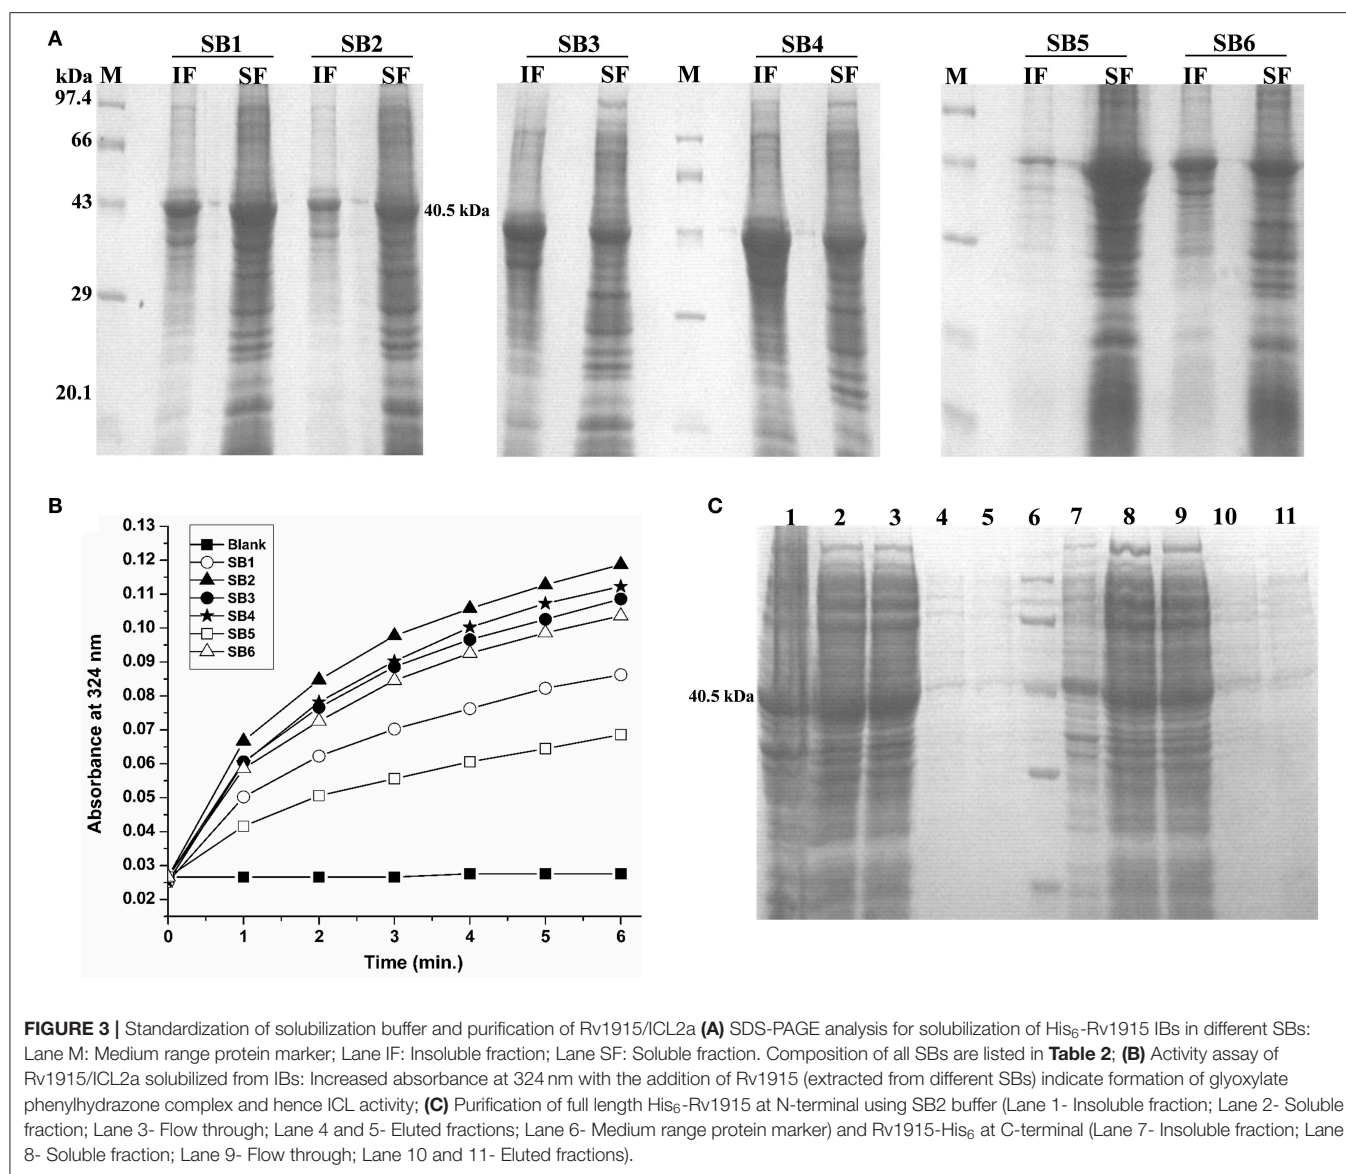 A
SB1 SB2 SB3 SB4 SB5 SB6
kDa M IF SF IF SF IF SF M IF SF M IF SF IF SF
97.4
66
43
40.5 kDa
29
20.1
B
0.13
0.12
0.11
0.10
0.09
0.08
0.07
0.06
0.05
0.04
0.03
0.02
Absorbance at 324 nm
Blank
SB1
SB2
SB3
SB4
SB5
SB6
0 1 2 3 4 5 6
Time (min.)
C
1 2 3 4 5 6 7 8 9 10 11
40.5 kDa
FIGURE 3 | Standardization of solubilization buffer and purification of Rv1915/ICL2a (A) SDS-PAGE analysis for solubilization of His6-Rv1915 IBs in different SBs:
Lane M: Medium range protein marker; Lane IF: Insoluble fraction; Lane SF: Soluble fraction. Composition of all SBs are listed in Table 2; (B) Activity assay of
Rv1915/ICL2a solubilized from IBs: Increased absorbance at 324 nm with the addition of Rv1915 (extracted from different SBs) indicate formation of glyoxylate
phenylhydrazone complex and hence ICL activity; (C) Purification of full length His6-Rv1915 at N-terminal using SB2 buffer (Lane 1- Insoluble fraction; Lane 2- Soluble
fraction; Lane 3- Flow through; Lane 4 and 5- Eluted fractions; Lane 6- Medium range protein marker) and Rv1915-His6 at C-terminal (Lane 7- Insoluble fraction; Lane
8- Soluble fraction; Lane 9- Flow through; Lane 10 and 11- Eluted fractions).